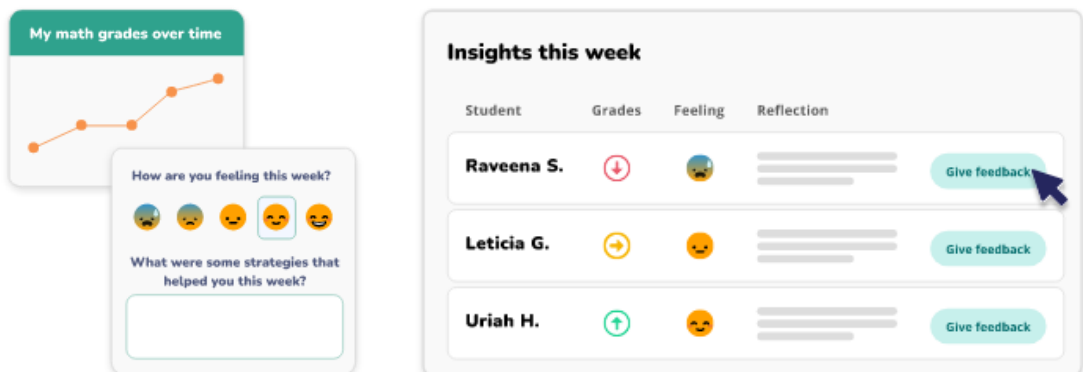 My math grades over time
How are you feeling this week?
What were some strategies that
helped you this week?
Insights this week
Student Grades Feeling Reflection
Raveena S. Give feedback
Leticia G. Give feedback
Uriah H. Give feedback